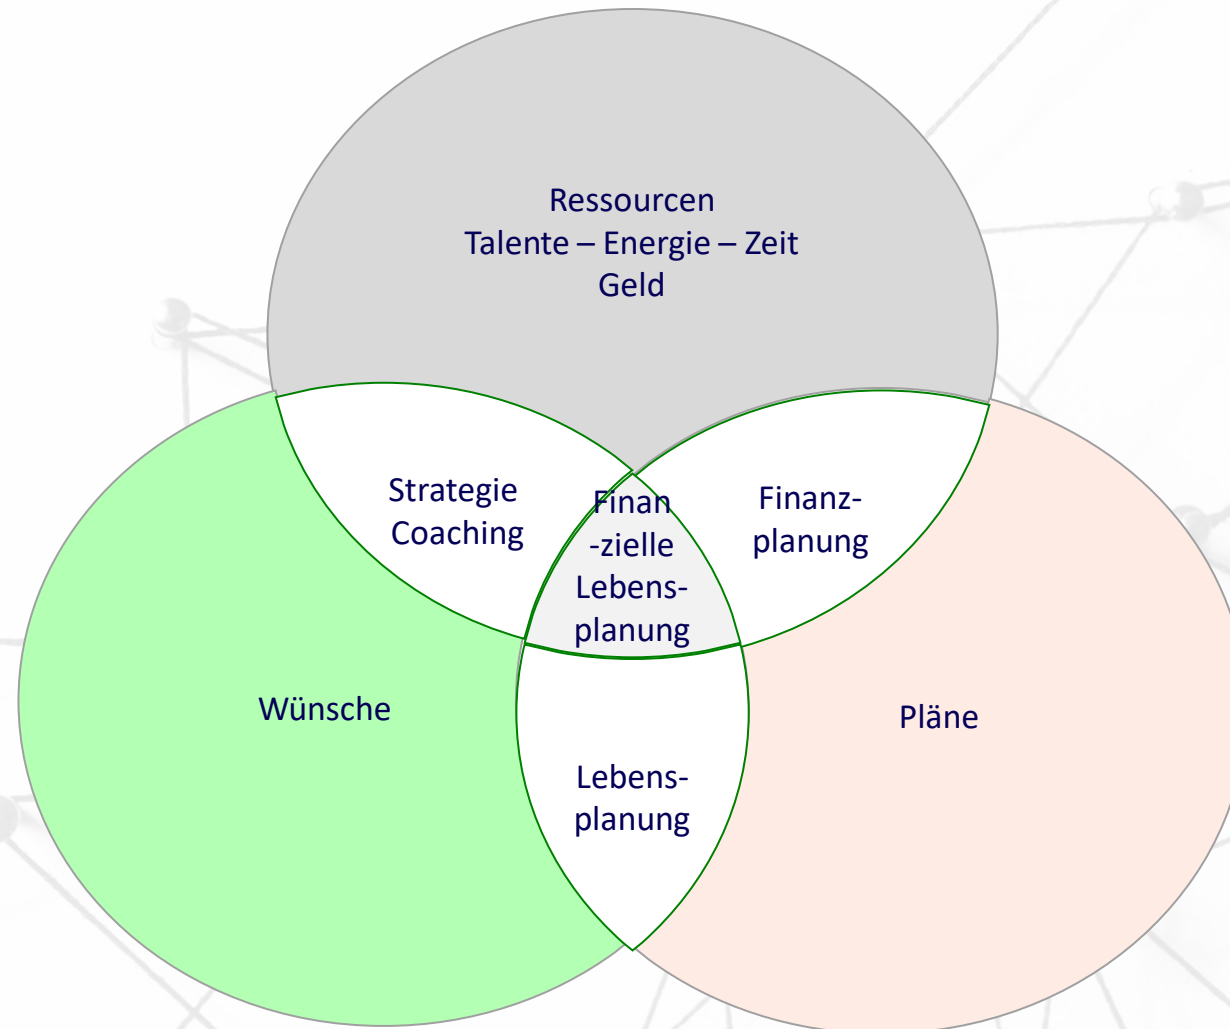 Ressourcen
Talente – Energie – Zeit
Geld
Strategie
Coaching
Finan
-zielle
Lebens-
planung
Finanz-
planung
Wünsche
Pläne
Lebens-
planung